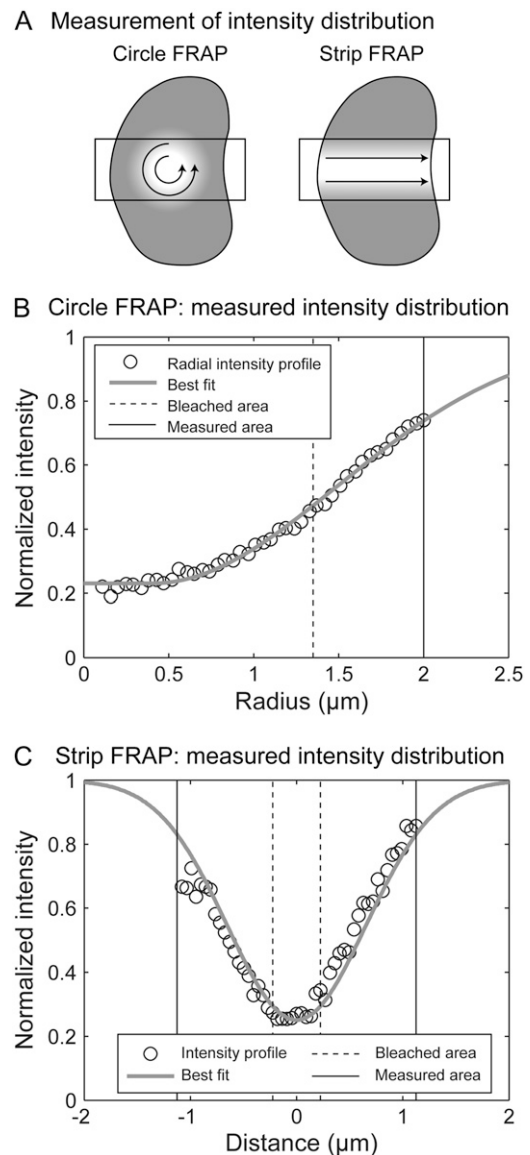 A Measurement of intensity distribution
Circle FRAP
Strip FRAP
B Circle FRAP: measured intensity distribution
1
0.8
0.6
0.4
0.2
0
Normalized intensity
Radial intensity profile
Best fit
Bleached area
Measured area
0 0.5 1 1.5 2 2.5
Radius (µm)
C Strip FRAP: measured intensity distribution
1
0.8
0.6
0.4
0.2
0
Normalized intensity
Intensity profile
Best fit
Bleached area
Measured area
-2 -1 0 1 2
Distance (µm)